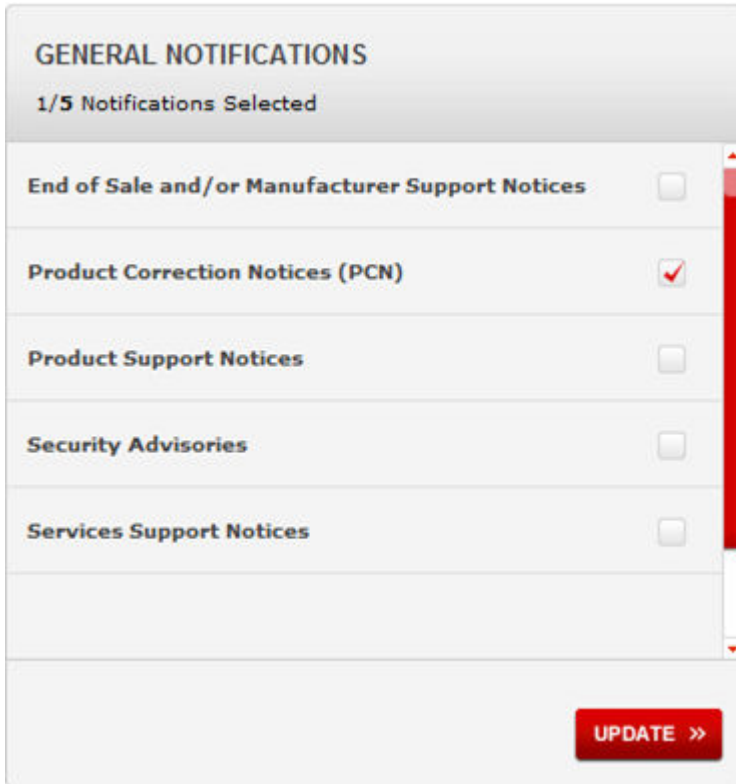 GENERAL NOTIFICATIONS
1/5 Notifications Selected
End of Sale and/or Manufacturer Support Notices
Product Correction Notices (PCN)
Product Support Notices
Security Advisories
Services Support Notices
UPDATE »